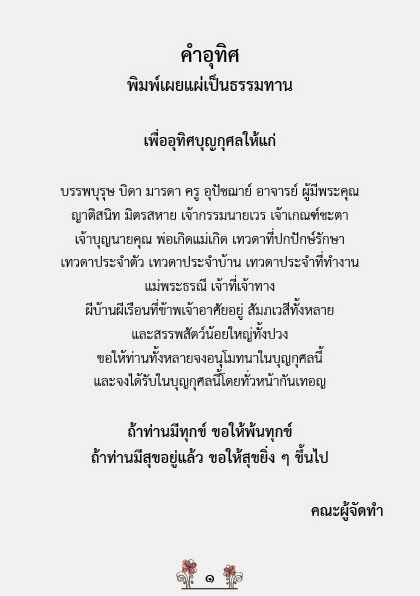 คำอุทิศ
พิมพ์เผยแผ่เป็นธรรมทาน
เพื่ออุทิศบุญกุศลให้แก่
บรรพบุรุษ บิดา มารดา ครู อุปัชฌาย์ อาจารย์ ผู้มีพระคุณ
ญาติสนิท มิตรสหาย เจ้ากรรมนายเวร เจ้าเกณฑ์ชะตา
เจ้าบุญนายคุณ พ่อเกิดแม่เกิด เทวดาที่ปกปักษ์รักษา
เทวดาประจำตัว เทวดาประจำบ้าน เทวดาประจำที่ทำงาน
แม่พระธรณี เจ้าที่เจ้าทาง
ผีบ้านผีเรือนที่ข้าพเจ้าอาศัยอยู่ สัมภเวสีทั้งหลาย
และสรรพสัตว์น้อยใหญ่ทั้งปวง
ขอให้ท่านทั้งหลายจงอนุโมทนาในบุญกุศลนี้
และจงได้รับในบุญกุศลนี้โดยทั่วหน้ากันเทอญ
ถ้าท่านมีทุกข์ ขอให้พ้นทุกข์
ถ้าท่านมีสุขอยู่แล้ว ขอให้สุขยิ่ง ๆ ขึ้นไป
คณะผู้จัดทำ
๑